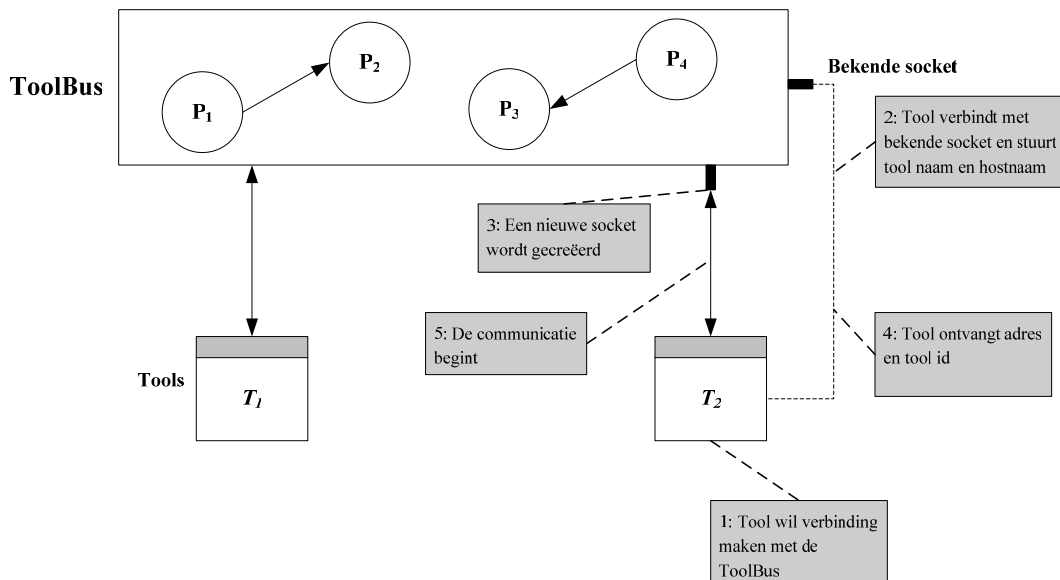 ToolBus
P1
P2
P3
P4
Bekende socket
2: Tool verbindt met
bekende socket en stuurt
tool naam en hostnaam
3: Een nieuwe socket
wordt gecreëerd
5: De communicatie
begint
4: Tool ontvangt adres
en tool id
Tools
T1
T2
1: Tool wil verbinding
maken met de
ToolBus